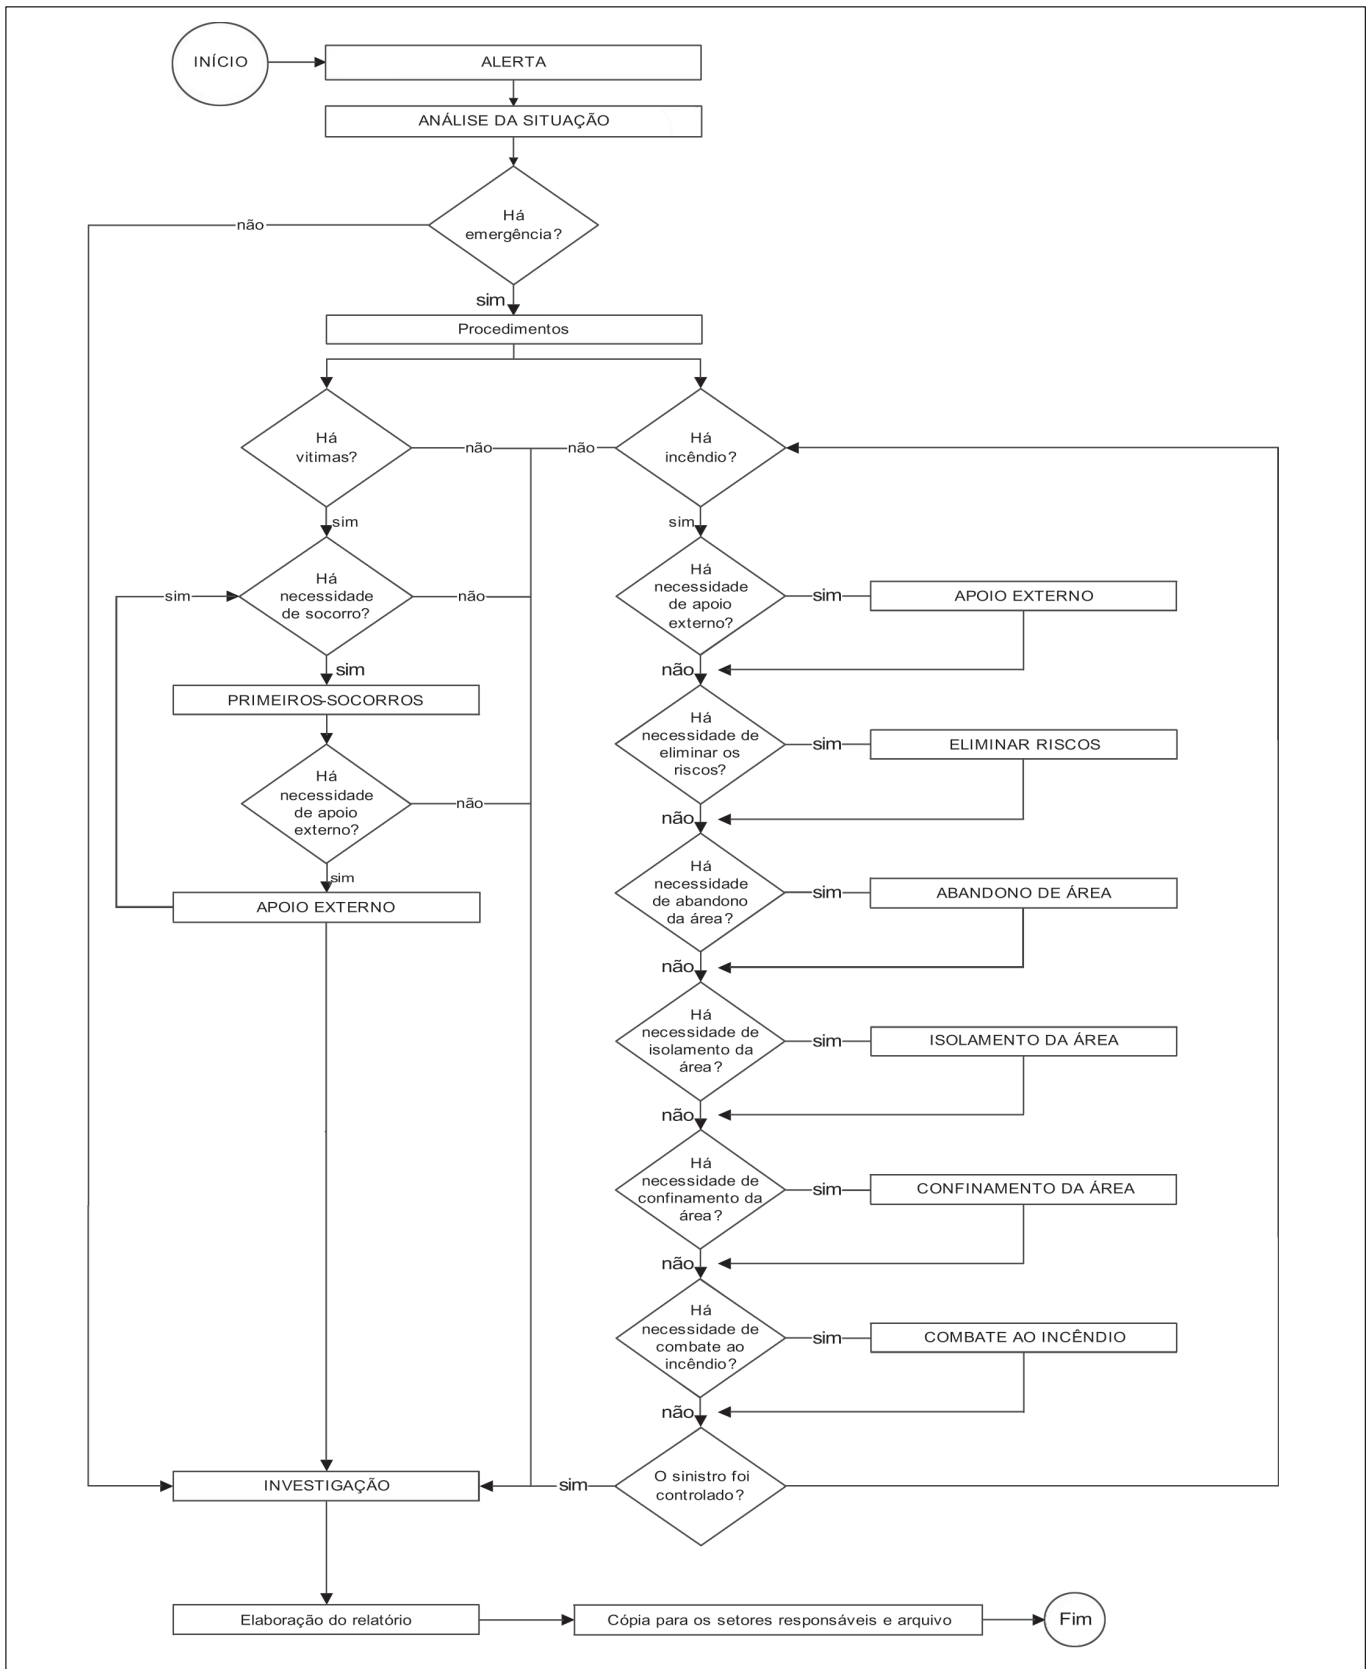 INÍCIO
ALERTA
ANÁLISE DA SITUAÇÃO
Há
emergência?
não
sim
Procedimentos
Há
vitimas?
não
não
Há
incêndio?
sim
sim
Há
necessidade
de socorro?
sim
não
sim
PRIMEIROS-SOCORROS
Há
necessidade
de apoio
externo?
não
sim
APOIO EXTERNO
Há
necessidade
de apoio
externo?
sim
APOIO EXTERNO
não
Há
necessidade de
eliminar os
riscos?
sim
ELIMINAR RISCOS
não
Há
necessidade
de abandono
da área?
sim
ABANDONO DE ÁREA
não
Há
necessidade de
isolamento da
área?
sim
ISOLAMENTO DA ÁREA
não
Há
necessidade de
confinamento da
área?
sim
CONFINAMENTO DA ÁREA
não
Há
necessidade de
combate ao
incêndio?
sim
COMBATE AO INCÊNDIO
não
O sinistro foi
controlado?
sim
INVESTIGAÇÃO
Elaboração do relatório
Cópia para os setores responsáveis e arquivo
Fim